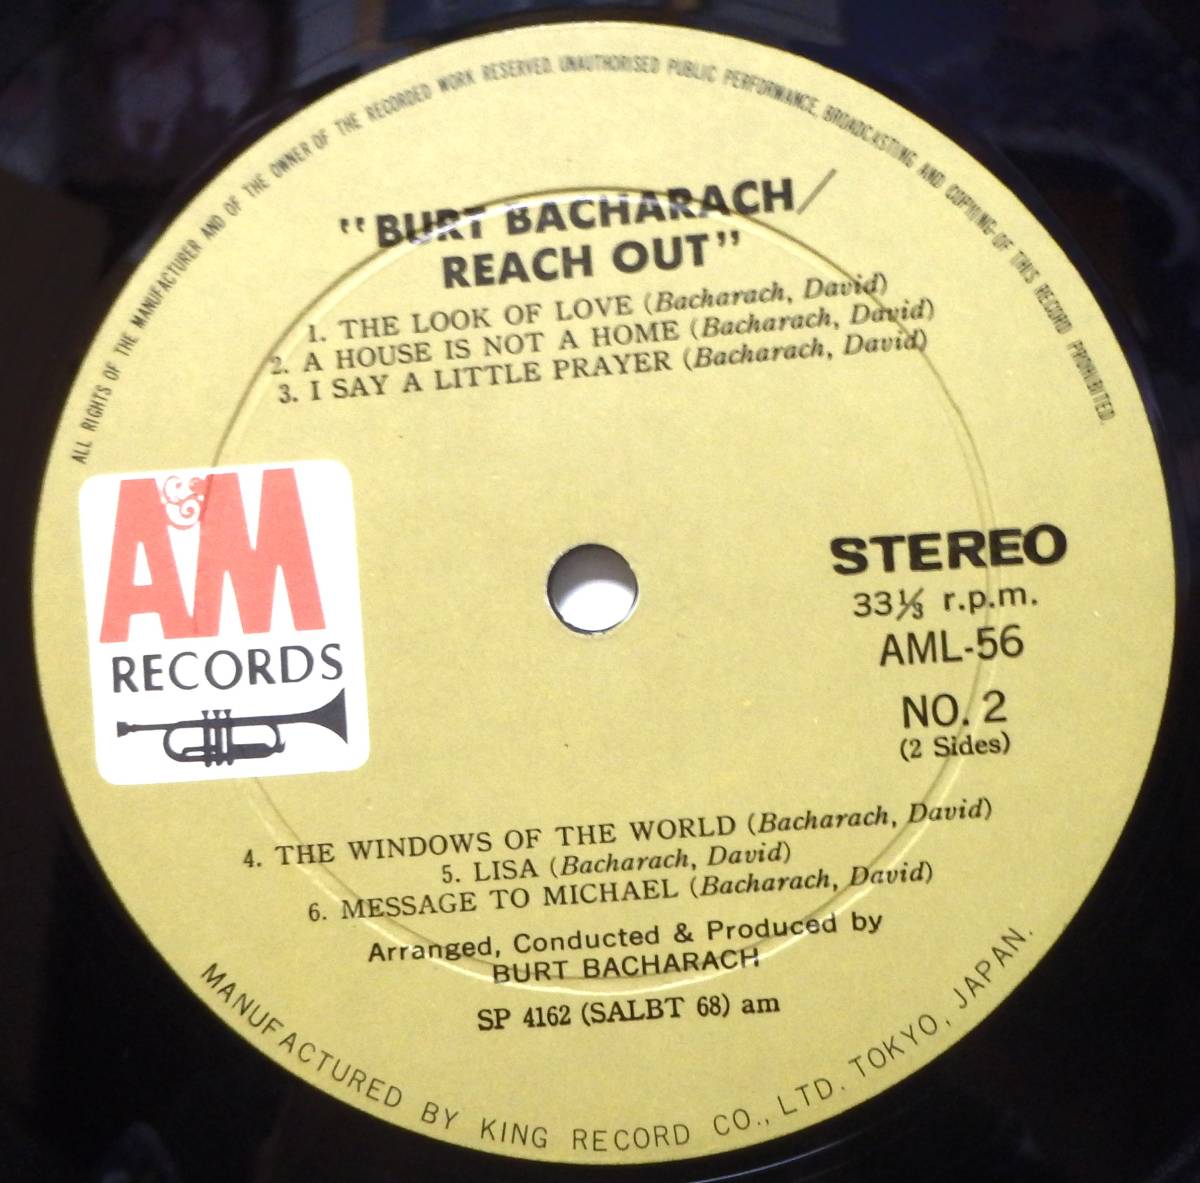 ALL RIGHTS OF THE MANUFACTURER AND OF THE OWNER OF THE RECORDED WORK RESERVED. UNAUTHORISED PUBLIC PERFORMANCE, BROADCASTING AND COPYING OF THIS RECORD PROHIBITED.
"BURT BACHARACH/
REACH OUT"
1. THE LOOK OF LOVE (Bacharach, David)
2. A HOUSE IS NOT A HOME (Bacharach, David)
3. I SAY A LITTLE PRAYER (Bacharach, David)
A&M
RECORDS
STEREO
33⅓ r.p.m.
AML-56
NO. 2
(2 Sides)
4. THE WINDOWS OF THE WORLD (Bacharach, David)
5. LISA (Bacharach, David)
6. MESSAGE TO MICHAEL (Bacharach, David)
Arranged, Conducted & Produced by
BURT BACHARACH
SP 4162 (SALBT 68) am
MANUFACTURED BY KING RECORD CO., LTD. TOKYO, JAPAN.